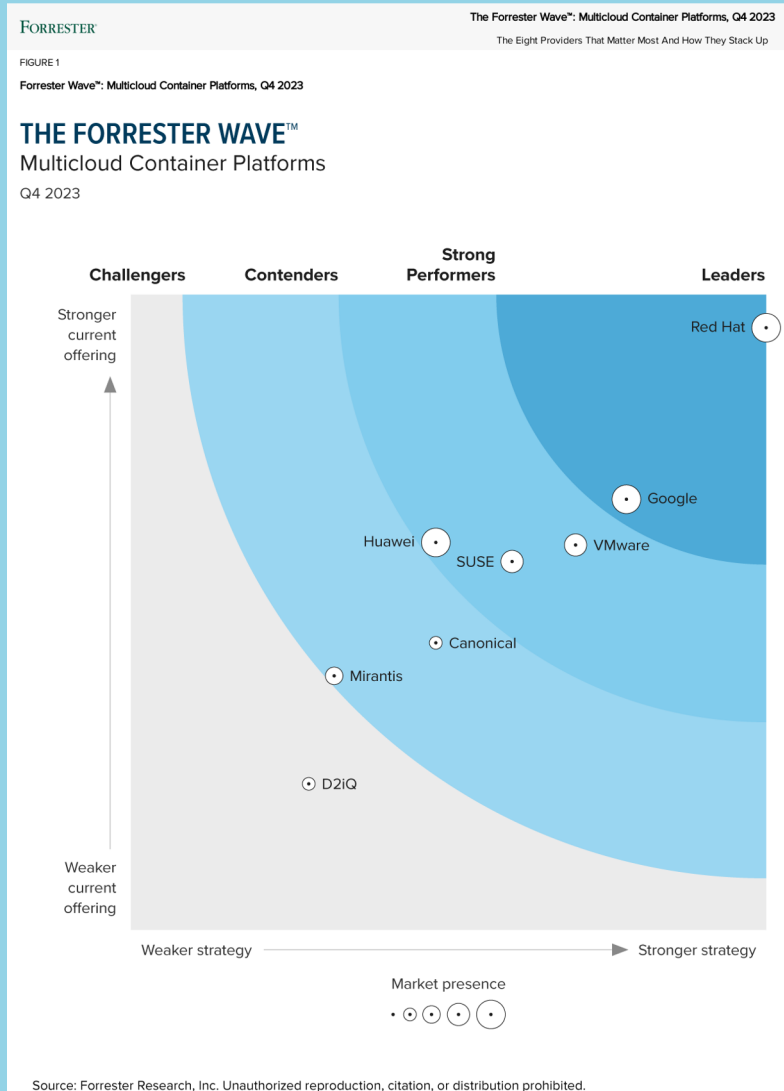 FORRESTER®
The Forrester Wave™: Multicloud Container Platforms, Q4 2023
The Eight Providers That Matter Most And How They Stack Up
FIGURE 1
Forrester Wave™: Multicloud Container Platforms, Q4 2023
THE FORRESTER WAVE™
Multicloud Container Platforms
Q4 2023
Challengers
Contenders
Strong
Performers
Leaders
Stronger
current
offering
Red Hat
Google
Huawei
VMware
SUSE
Canonical
Mirantis
D2iQ
Weaker
current
offering
Weaker strategy
Stronger strategy
Market presence
Source: Forrester Research, Inc. Unauthorized reproduction, citation, or distribution prohibited.